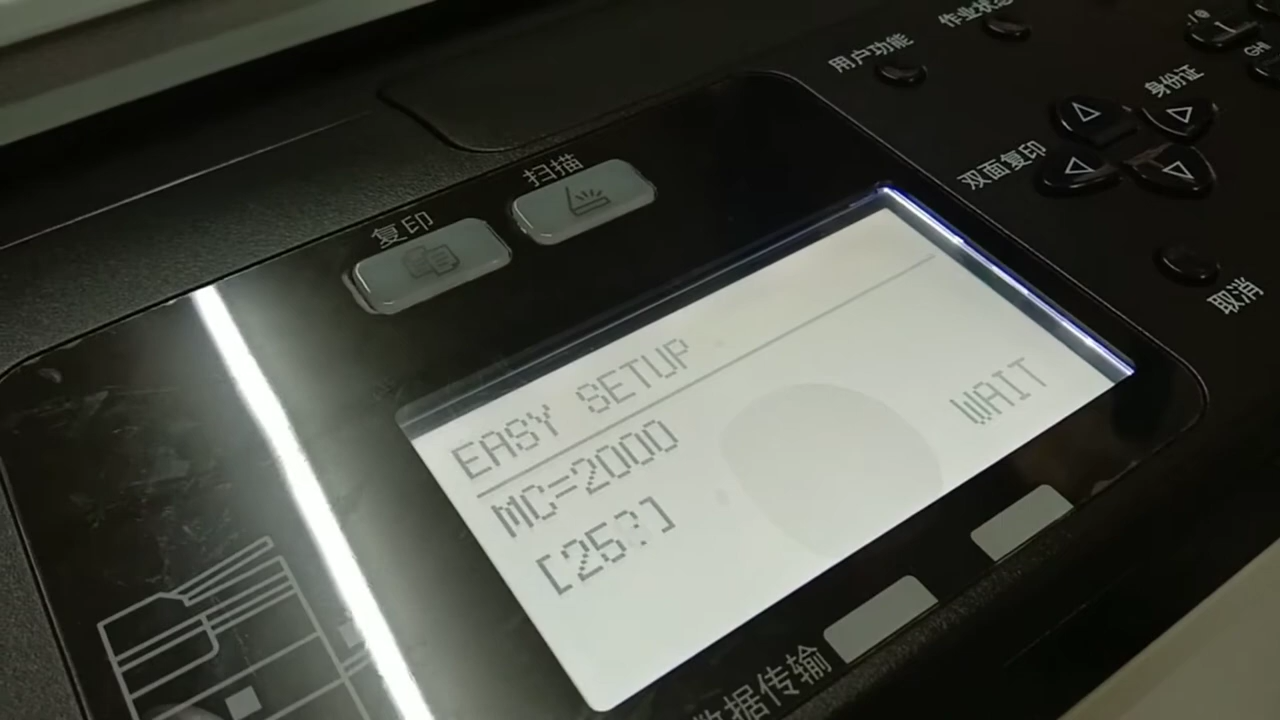 作业状态
用户功能
身份证
GHI
扫描
双面复印
复印
取消
EASY SETUP
WAIT
MC=2000
数据传输